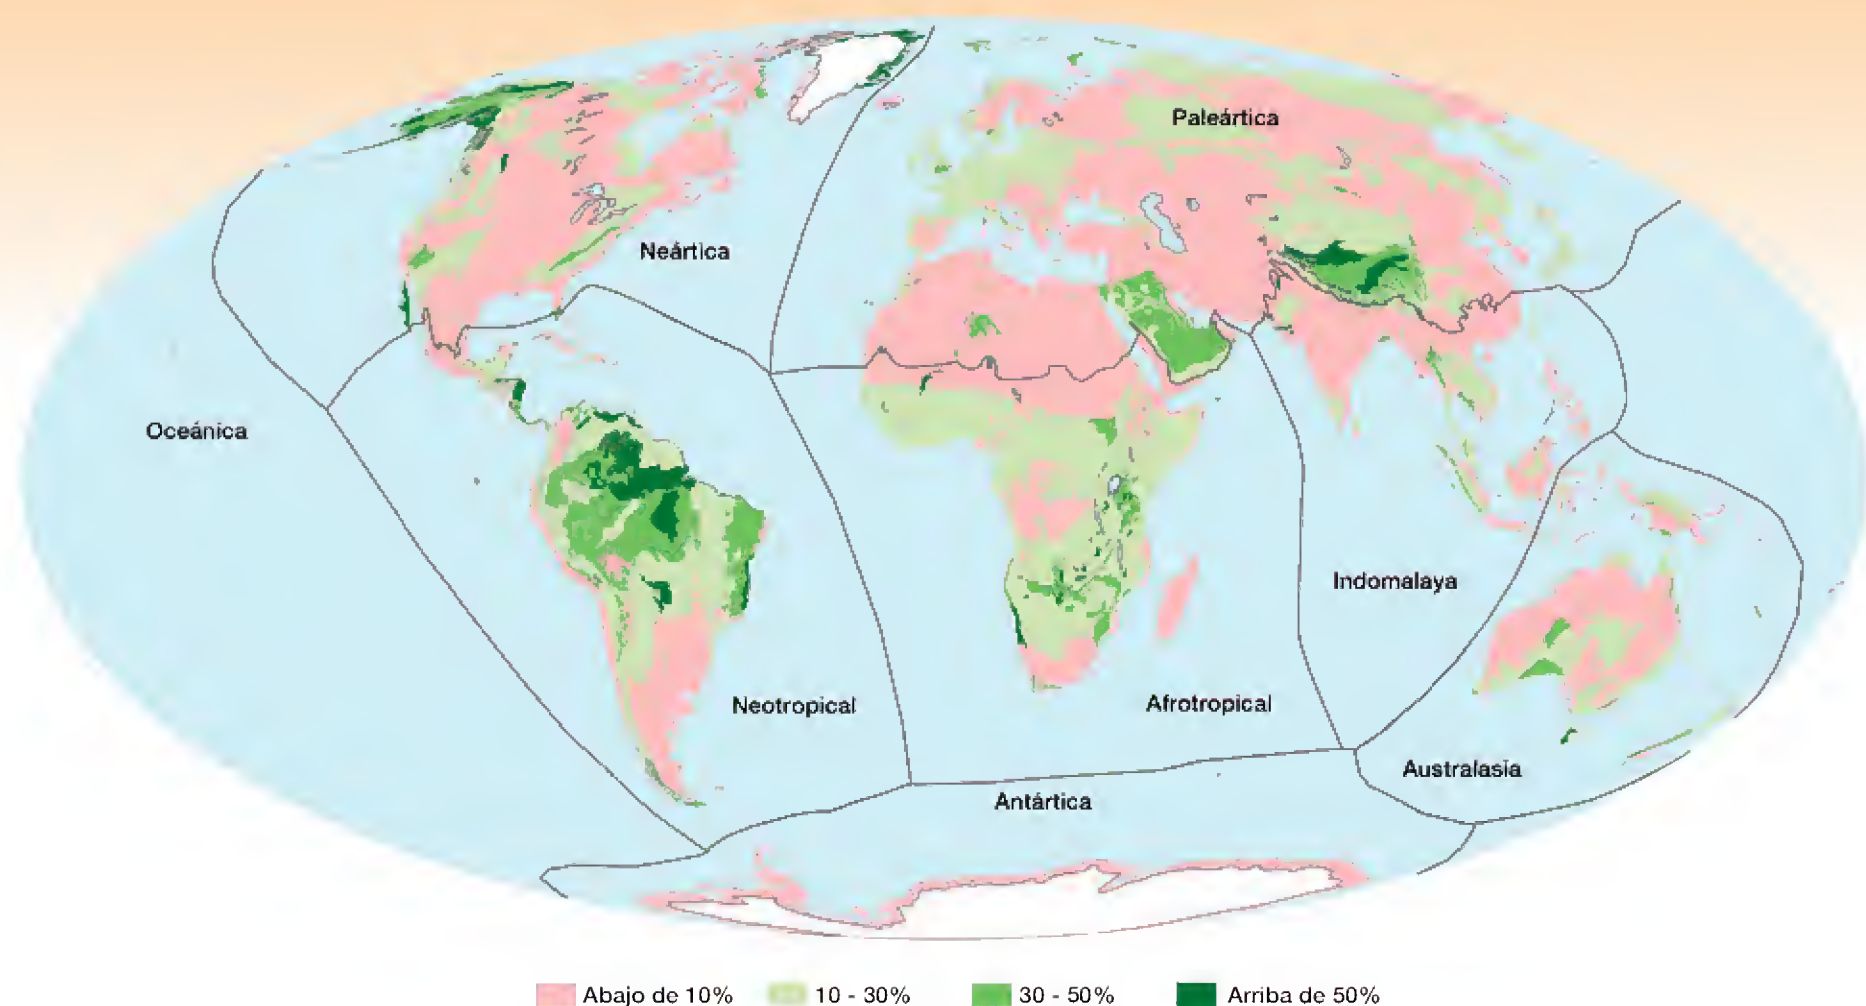 Paleártica
Neártica
Oceánica
Indomalaya
Neotropical
Afrotropical
Australasia
Antártica
Abajo de 10%
10 - 30%
30 - 50%
Arriba de 50%